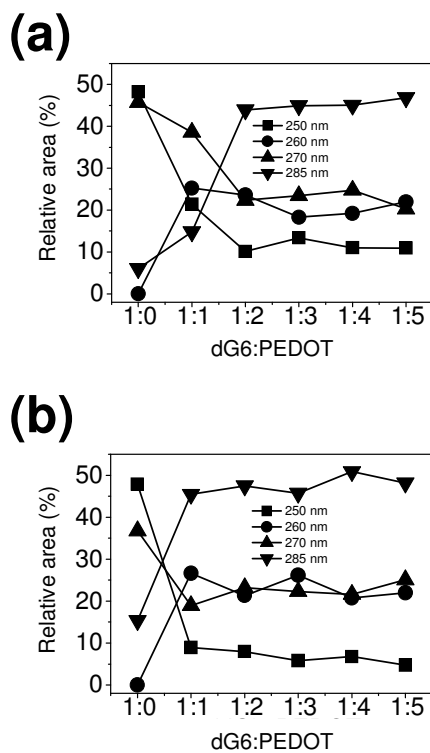 (a)
Relative area (%)
50
40
30
20
10
0
250 nm
260 nm
270 nm
285 nm
1:0 1:1 1:2 1:3 1:4 1:5
dG6:PEDOT
(b)
Relative area (%)
50
40
30
20
10
0
250 nm
260 nm
270 nm
285 nm
1:0 1:1 1:2 1:3 1:4 1:5
dG6:PEDOT